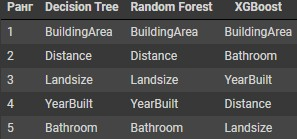 Ранг Decision Tree Random Forest XGBoost
1 BuildingArea BuildingArea BuildingArea
2 Distance Distance Bathroom
3 Landsize Landsize YearBuilt
4 YearBuilt YearBuilt Distance
5 Bathroom Bathroom Landsize